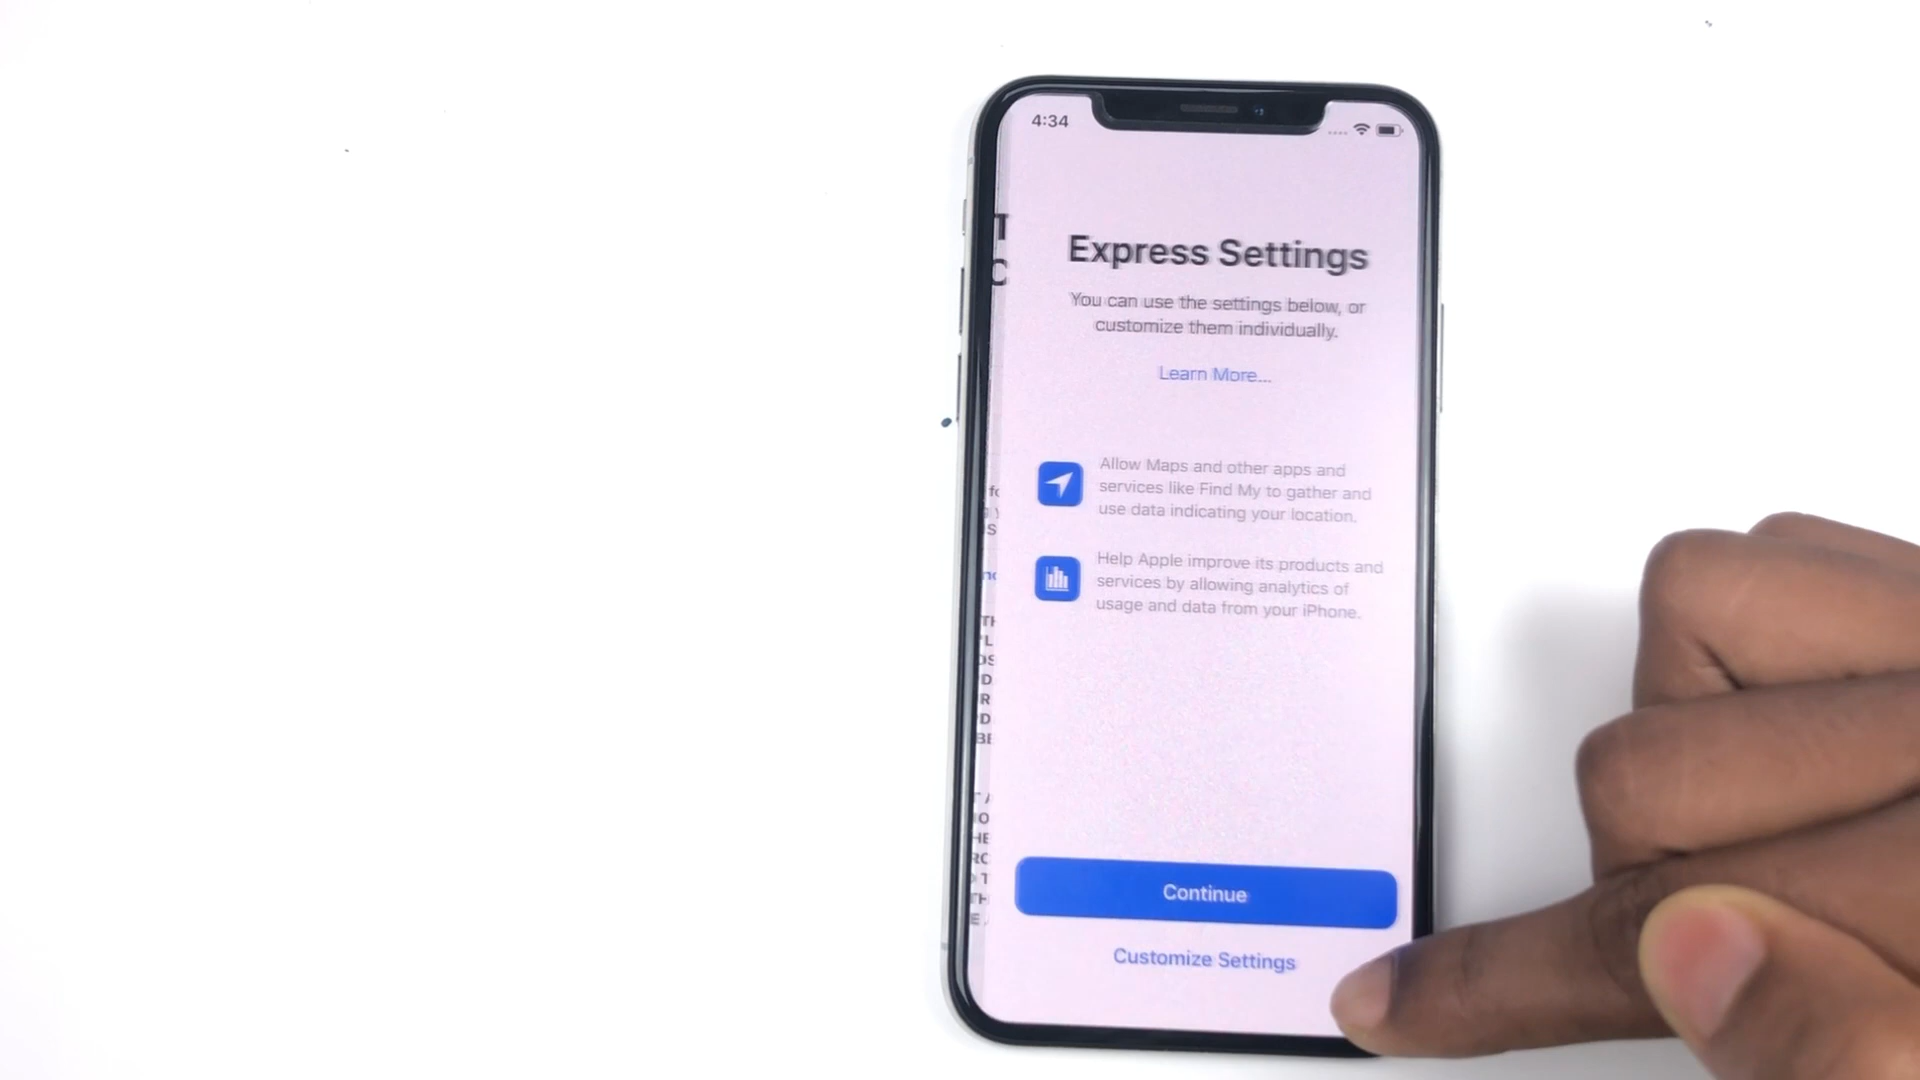 4:34
Express Settings
You can use the settings below, or
customize them individually.
Learn More...
Allow Maps and other apps and
services like Find My to gather and
use data indicating your location.
Help Apple improve its products and
services by allowing analytics of
usage and data from your iPhone.
Continue
Customize Settings